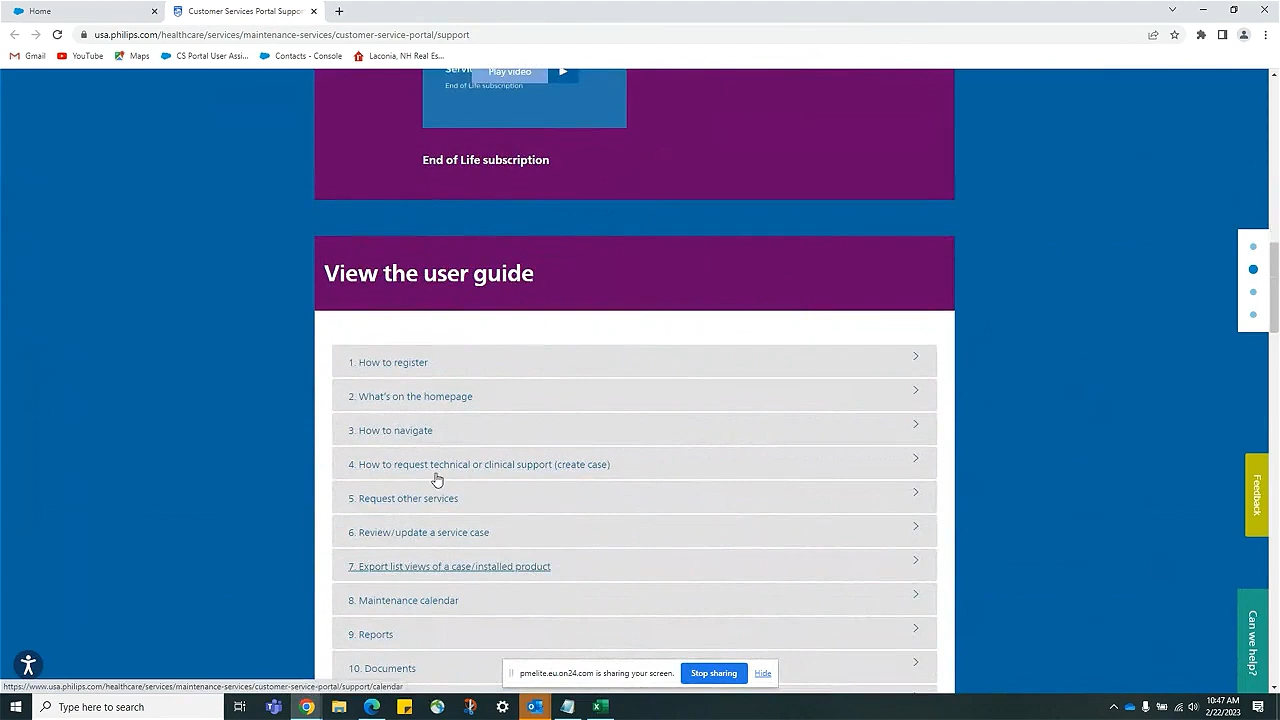 Home
Customer Services Portal Suppor
usa.philips.com/healthcare/services/maintenance-services/customer-service-portal/support
Gmail
YouTube
Maps
CS Portal User Assi...
Contacts - Console
Laconia, NH Real Es...
Play video
End of Life subscription
End of Life subscription
View the user guide
1. How to register
2. What's on the homepage
3. How to navigate
4. How to request technical or clinical support (create case)
5. Request other services
6. Review/update a service case
7. Export list views of a case/installed product
8. Maintenance calendar
9. Reports
10. Documents
Feedback
Can we help?
pmelite.eu.on24.com is sharing your screen.
Stop sharing
Hide
https://www.usa.philips.com/healthcare/services/maintenance-services/customer-service-portal/support/calendar
Type here to search
10:47 AM
2/22/2023